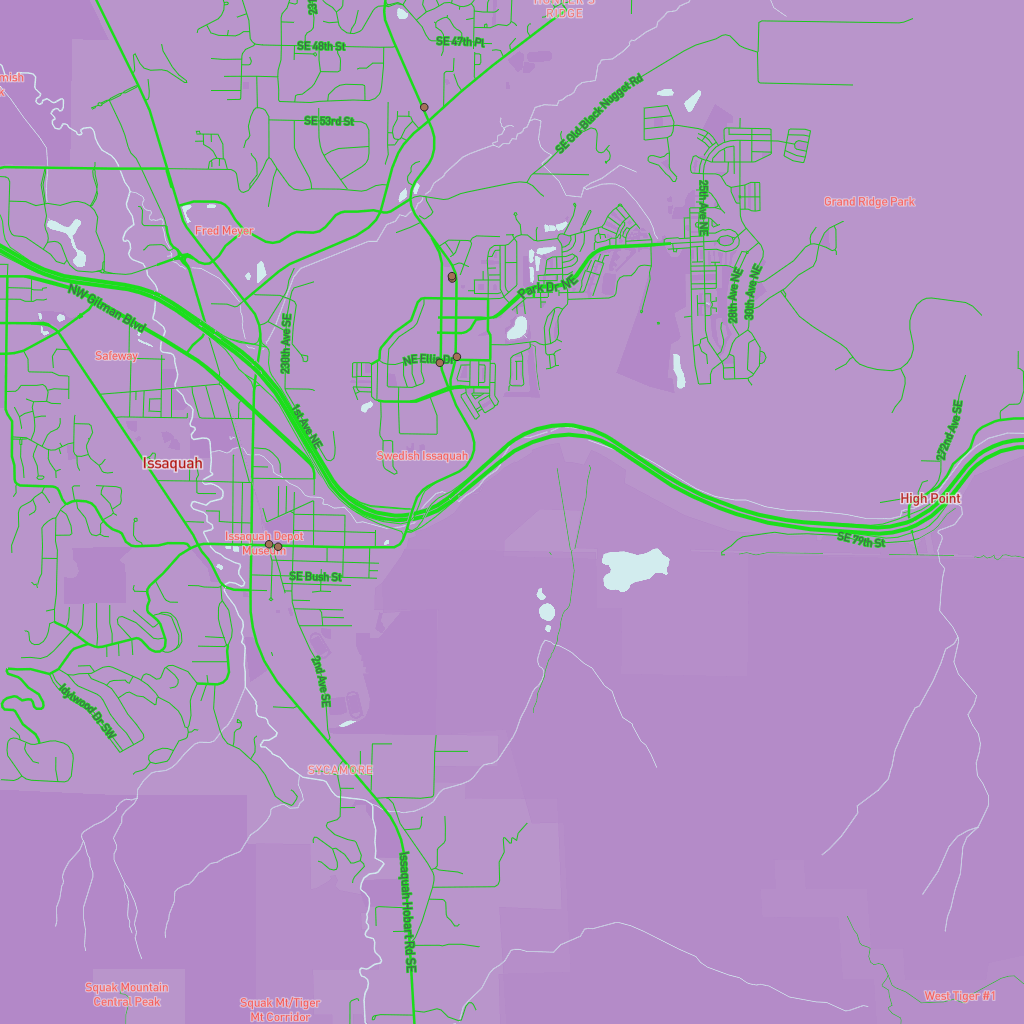 HUNTER'S
RIDGE
231
SE 48th St
SE 47th Pl
mish
k
SE Old Black Nugget Rd
SE 53rd St
25th Ave NE
Grand Ridge Park
Fred Meyer
Park Dr NE
28th Ave NE
30th Ave NE
NW Gilman Blvd
230th Ave SE
Safeway
NE Ellis Dr
1st Ave NE
272nd Ave SE
Swedish Issaquah
Issaquah
High Point
Issaquah Depot
Museum
SE 79th St
SE Bush St
2nd Ave SE
Idylwood Dr SW
SYCAMORE
Issaquah Hobart Rd SE
Squak Mountain
Central Peak
Squak Mt/Tiger
Mt Corridor
West Tiger #1